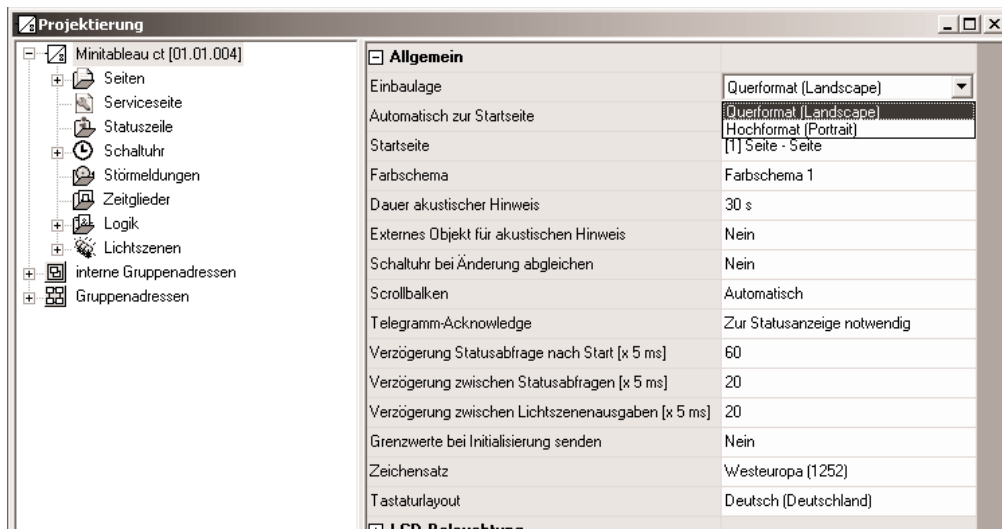 Projektierung
Minitableau ct [01.01.004]
Seiten
Serviceseite
Statuszeile
Schaltuhr
Störmeldungen
Zeitglieder
Logik
Lichtszenen
interne Gruppenadressen
Gruppenadressen
Allgemein
Einbaulage Querformat (Landscape)
Automatisch zur Startseite Querformat (Landscape)
Hochformat (Portrait)
Startseite [1] Seite - Seite
Farbschema Farbschema 1
Dauer akustischer Hinweis 30 s
Externes Objekt für akustischen Hinweis Nein
Schaltuhr bei Änderung abgleichen Nein
Scrollbalken Automatisch
Telegramm-Acknowledge Zur Statusanzeige notwendig
Verzögerung Statusabfrage nach Start [x 5 ms] 60
Verzögerung zwischen Statusabfragen [x 5 ms] 20
Verzögerung zwischen Lichtszenenausgaben [x 5 ms] 20
Grenzwerte bei Initialisierung senden Nein
Zeichensatz Westeuropa (1252)
Tastaturlayout Deutsch (Deutschland)
LCD-Beleuchtung